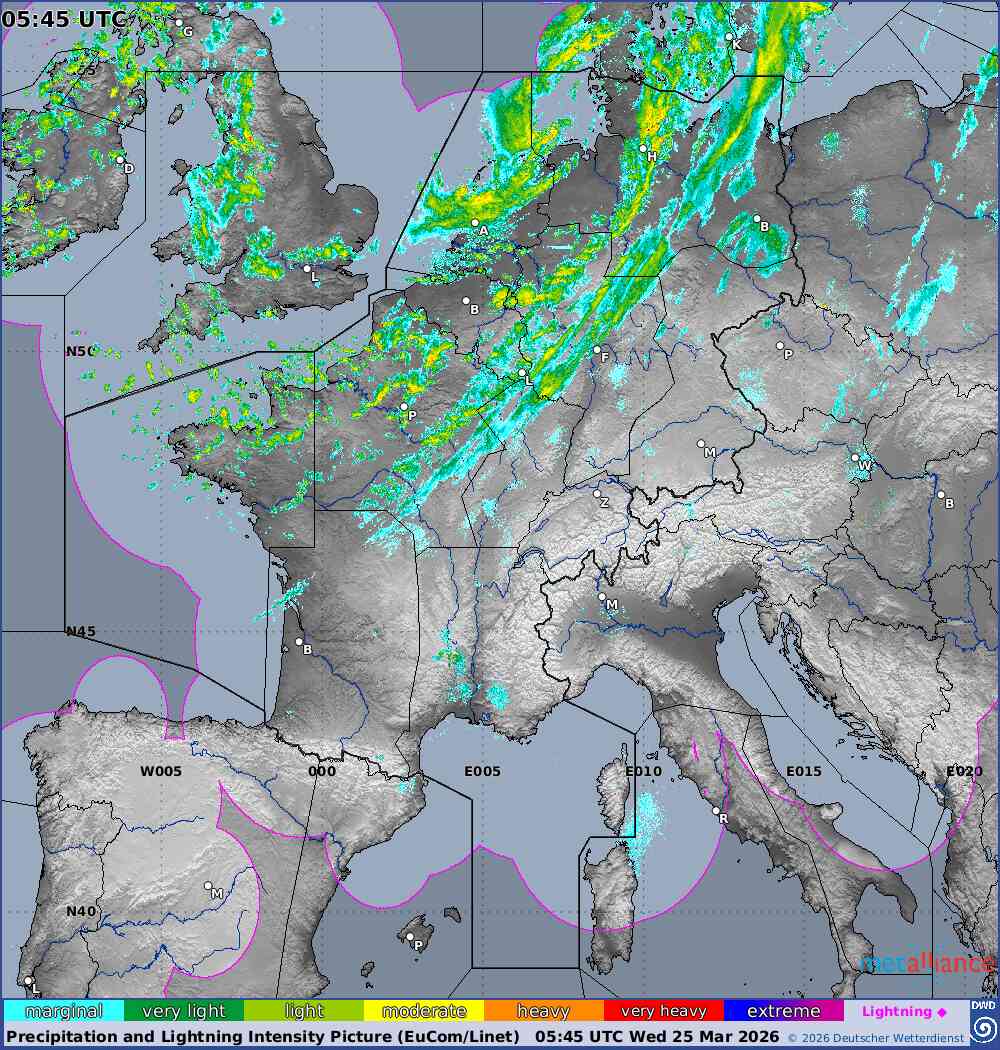 05:45 UTC
G
K
55
D
H
A
B
L
B
N50
F
P
L
P
M
W
Z
B
M
N45
B
W005
000
E005
E010
E015
E020
R
M
N40
P
L
metalliance
marginal very light light moderate heavy very heavy extreme Lightning ◆
DWD
Precipitation and Lightning Intensity Picture (EuCom/Linet) 05:45 UTC Wed 25 Mar 2026 © 2026 Deutscher Wetterdienst